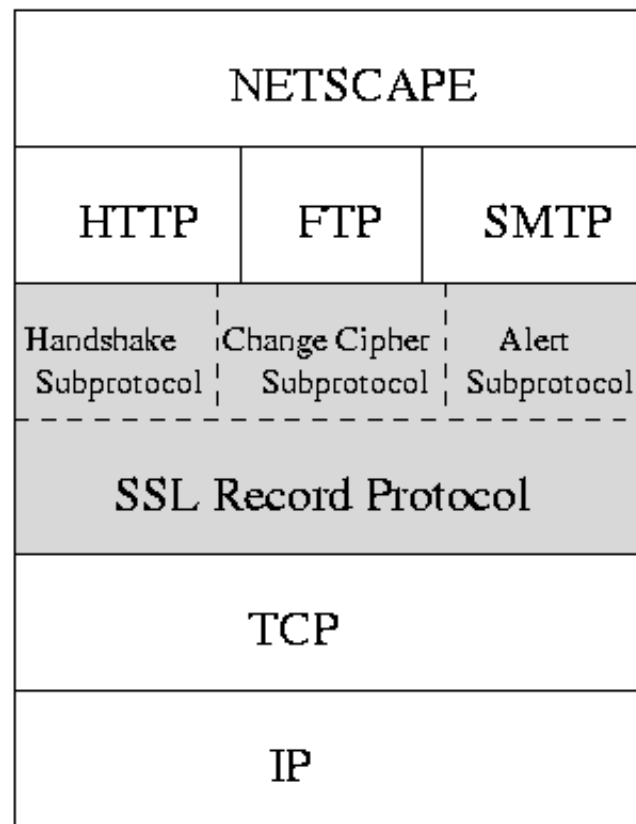 NETSCAPE
HTTP FTP SMTP
Handshake Subprotocol
Change Cipher Subprotocol
Alert Subprotocol
SSL Record Protocol
TCP
IP